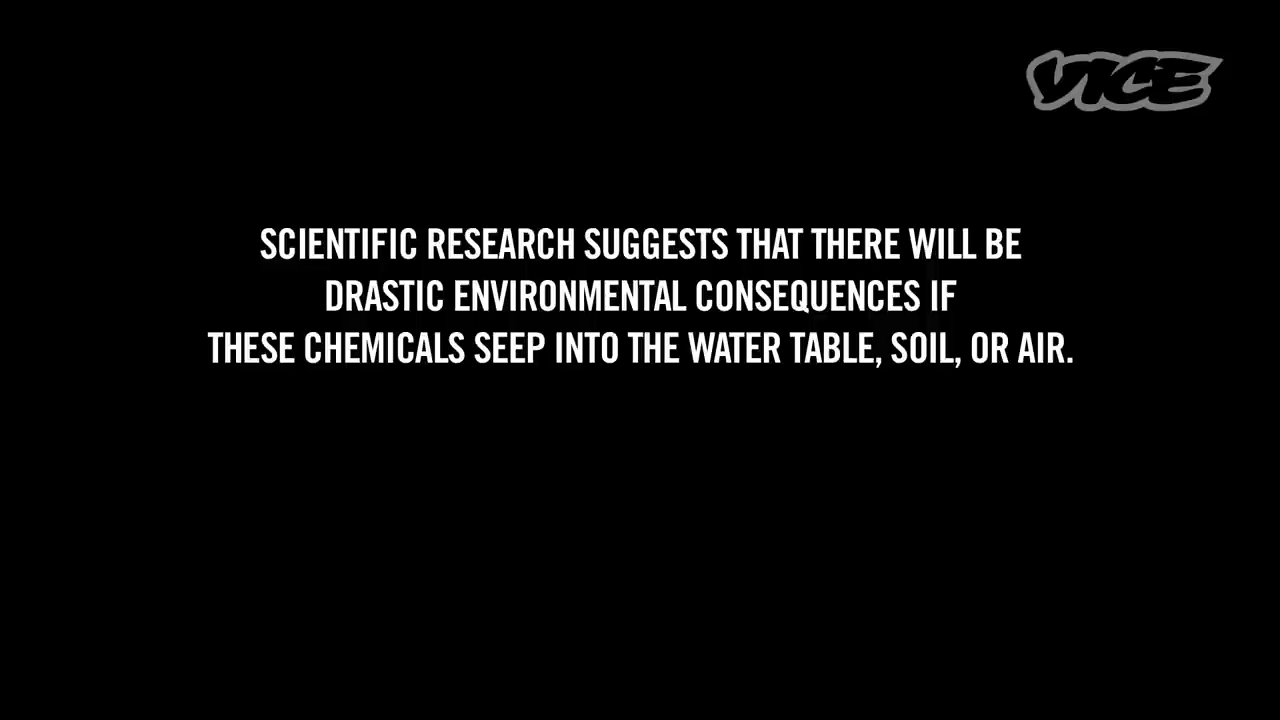 VICE
SCIENTIFIC RESEARCH SUGGESTS THAT THERE WILL BE
DRASTIC ENVIRONMENTAL CONSEQUENCES IF
THESE CHEMICALS SEEP INTO THE WATER TABLE, SOIL, OR AIR.